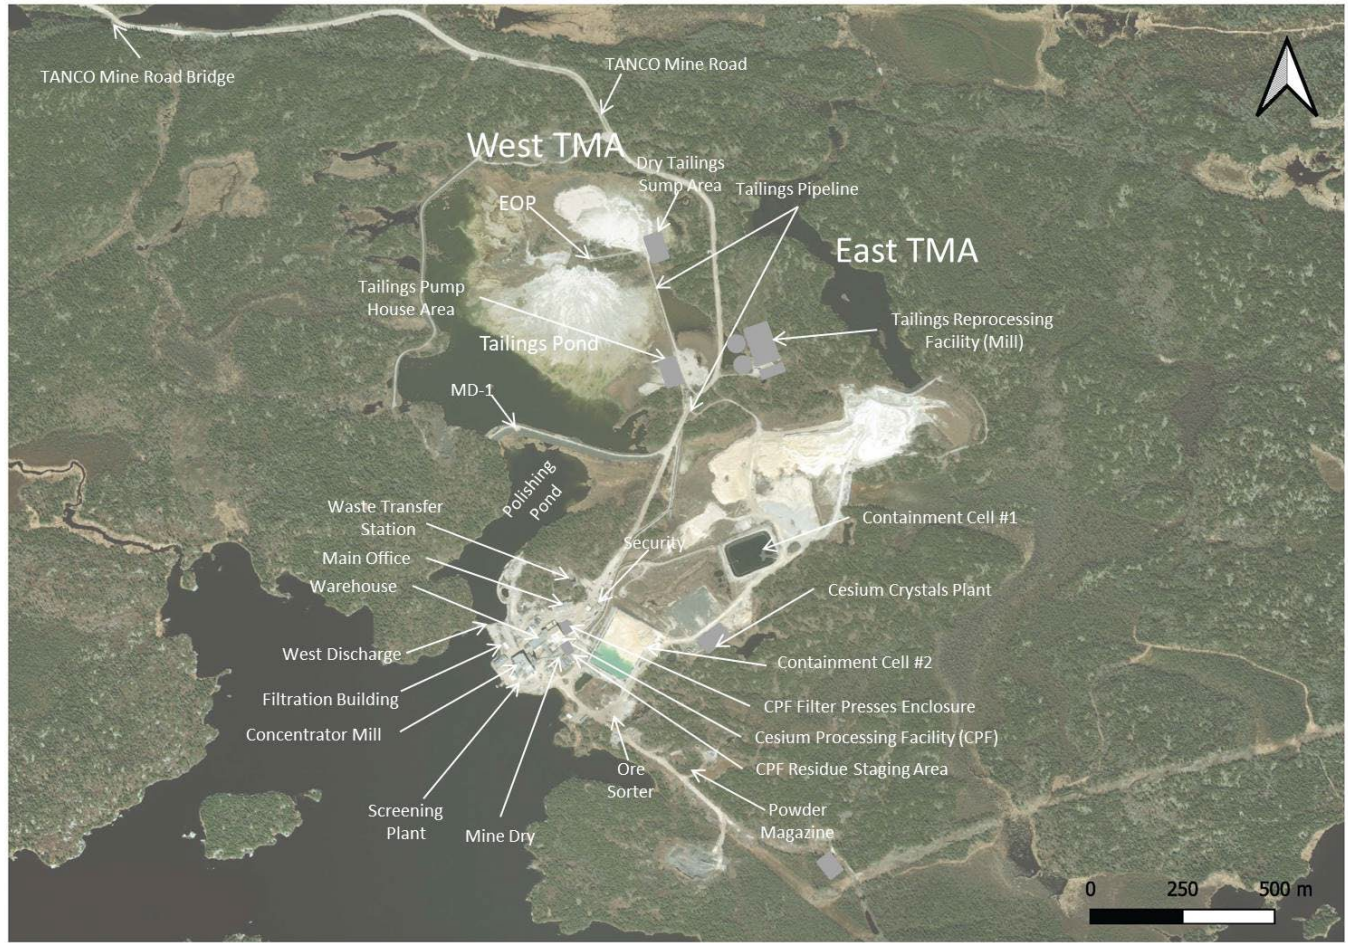 TANCO Mine Road Bridge
TANCO Mine Road
West TMA
Dry Tailings
Sump Area
Tailings Pipeline
EOP
East TMA
Tailings Pump
House Area
Tailings Reprocessing
Facility (Mill)
Tailings Pond
MD-1
Polishing
Pond
Waste Transfer
Station
Containment Cell #1
Security
Main Office
Warehouse
Cesium Crystals Plant
West Discharge
Containment Cell #2
Filtration Building
CPF Filter Presses Enclosure
Concentrator Mill
Cesium Processing Facility (CPF)
CPF Residue Staging Area
Ore
Sorter
Screening
Plant
Mine Dry
Powder
Magazine
0 250 500 m